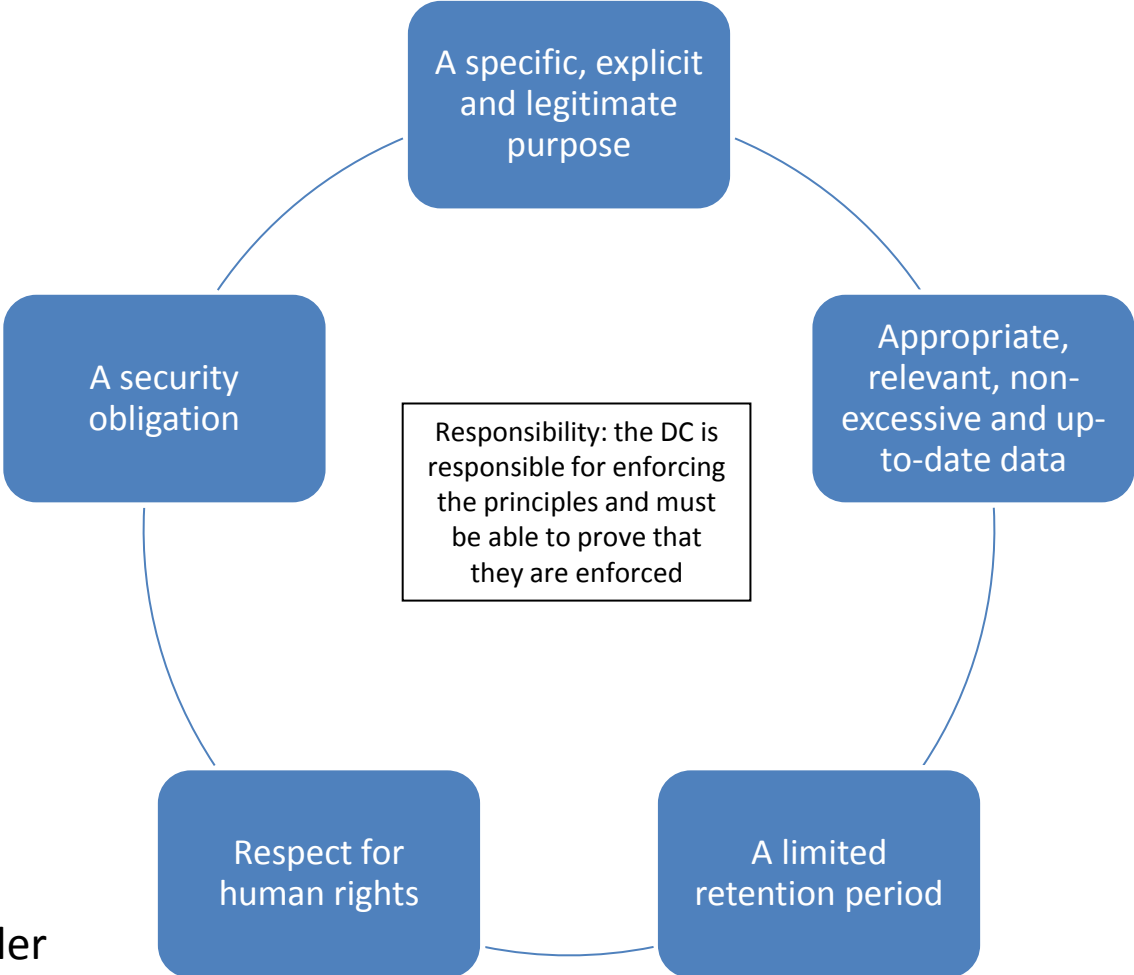 A specific, explicit
and legitimate
purpose
Appropriate,
relevant, non-
excessive and up-
to-date data
A limited
retention period
Respect for
human rights
A security
obligation
Responsibility: the DC is
responsible for enforcing
the principles and must
be able to prove that
they are enforced